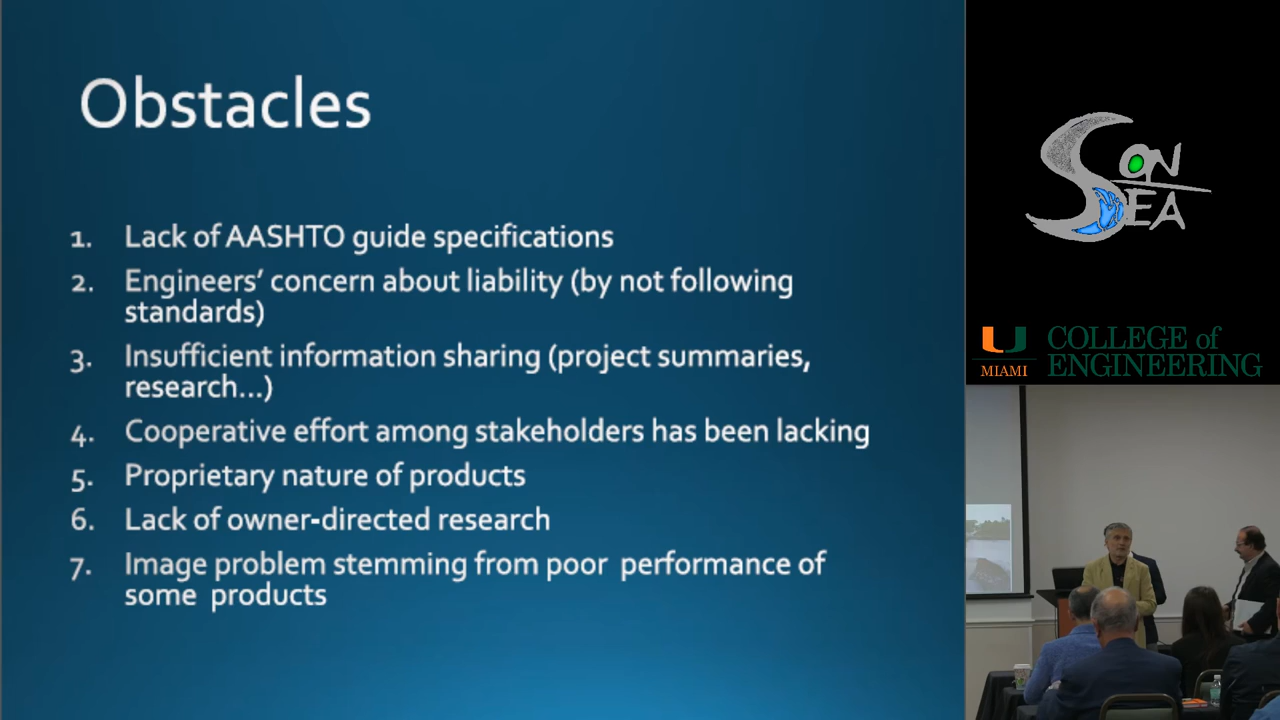 Obstacles
1. Lack of AASHTO guide specifications
2. Engineers’ concern about liability (by not following
standards)
3. Insufficient information sharing (project summaries,
research…)
4. Cooperative effort among stakeholders has been lacking
5. Proprietary nature of products
6. Lack of owner-directed research
7. Image problem stemming from poor performance of
some products
SON
SEA
U
MIAMI
COLLEGE of
ENGINEERING